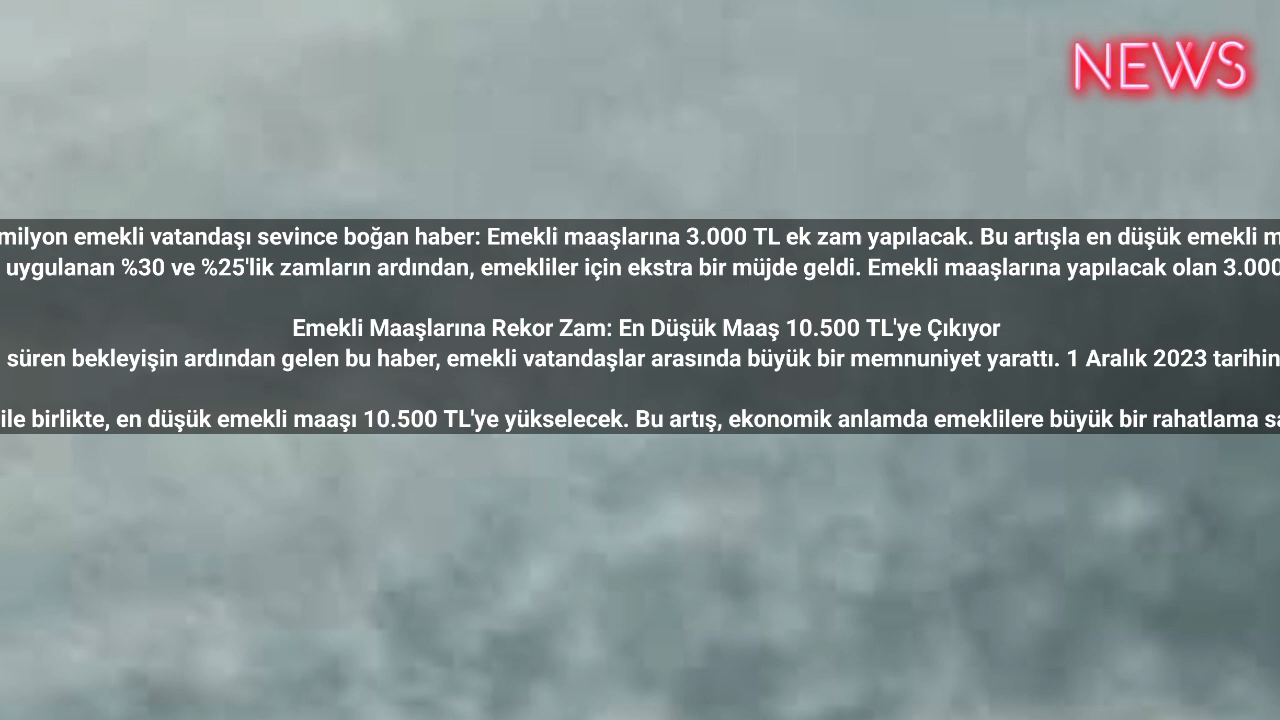 NEWS
milyon emekli vatandaşı sevince boğan haber: Emekli maaşlarına 3.000 TL ek zam yapılacak. Bu artışla en düşük emekli
uygulanan %30 ve %25'lik zamların ardından, emekliler için ekstra bir müjde geldi. Emekli maaşlarına yapılacak olan 3.000
Emekli Maaşlarına Rekor Zam: En Düşük Maaş 10.500 TL'ye Çıkıyor
süren bekleyişin ardından gelen bu haber, emekli vatandaşlar arasında büyük bir memnuniyet yarattı. 1 Aralık 2023 tarihin
ile birlikte, en düşük emekli maaşı 10.500 TL'ye yükselecek. Bu artış, ekonomik anlamda emeklilere büyük bir rahatlama